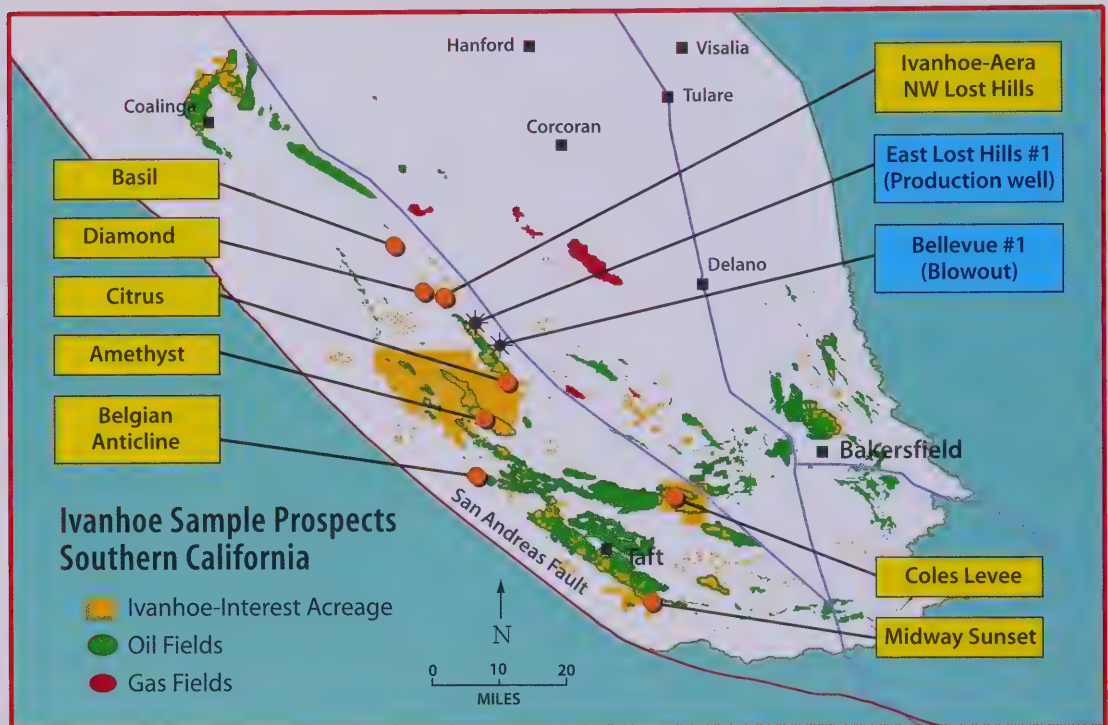 Hanford
Visalia
Ivanhoe-Aera
NW Lost Hills
Coalinga
Tulare
Corcoran
East Lost Hills #1
(Production well)
Basil
Diamond
Bellevue #1
(Blowout)
Delano
Citrus
Amethyst
Belgian
Anticline
Bakersfield
San Andreas Fault
Taft
Ivanhoe Sample Prospects
Southern California
Ivanhoe-Interest Acreage
Oil Fields
Gas Fields
N
0 10 20
MILES
Coles Levee
Midway Sunset